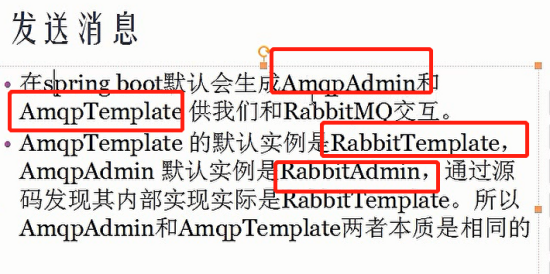 发送消息
在spring boot默认会生成AmqpAdmin和
AmqpTemplate 供我们和RabbitMQ交互。
AmqpTemplate 的默认实例是RabbitTemplate，
AmqpAdmin 默认实例是RabbitAdmin，通过源
码发现其内部实现实际是RabbitTemplate。所以
AmqpAdmin和AmqpTemplate两者本质是相同的